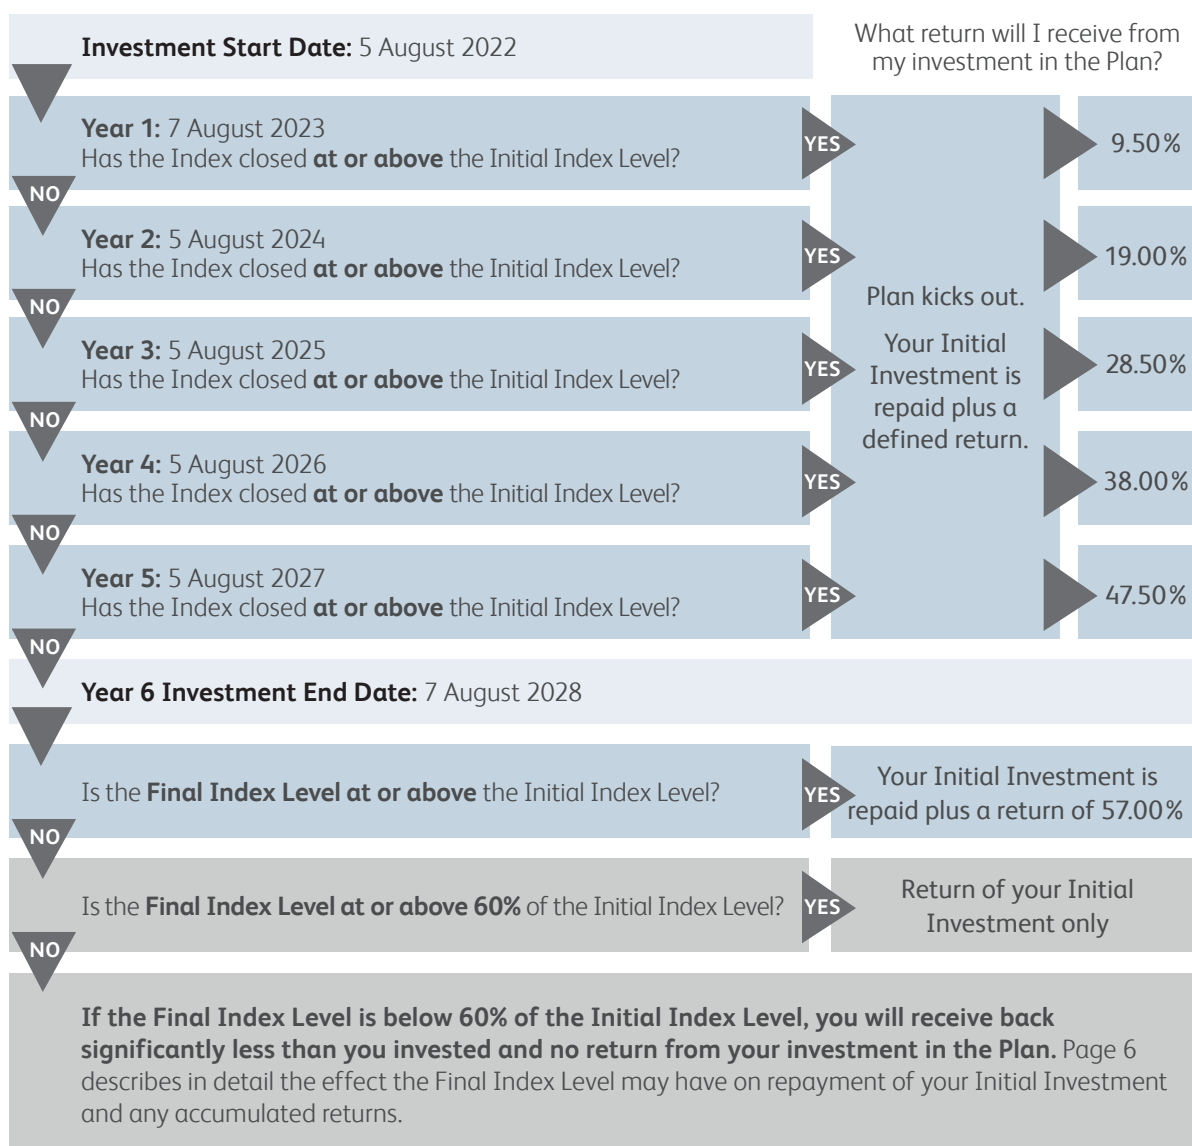 Investment Start Date: 5 August 2022
What return will I receive from
my investment in the Plan?
Year 1: 7 August 2023
Has the Index closed at or above the Initial Index Level?
YES
9.50%
NO
Year 2: 5 August 2024
Has the Index closed at or above the Initial Index Level?
YES
19.00%
NO
Year 3: 5 August 2025
Has the Index closed at or above the Initial Index Level?
YES
28.50%
NO
Year 4: 5 August 2026
Has the Index closed at or above the Initial Index Level?
YES
38.00%
NO
Year 5: 5 August 2027
Has the Index closed at or above the Initial Index Level?
YES
47.50%
Plan kicks out.
Your Initial
Investment is
repaid plus a
defined return.
NO
Year 6 Investment End Date: 7 August 2028
Is the Final Index Level at or above the Initial Index Level?
YES
Your Initial Investment is
repaid plus a return of 57.00%
NO
Is the Final Index Level at or above 60% of the Initial Index Level?
YES
Return of your Initial
Investment only
NO
If the Final Index Level is below 60% of the Initial Index Level, you will receive back
significantly less than you invested and no return from your investment in the Plan. Page 6
describes in detail the effect the Final Index Level may have on repayment of your Initial Investment
and any accumulated returns.